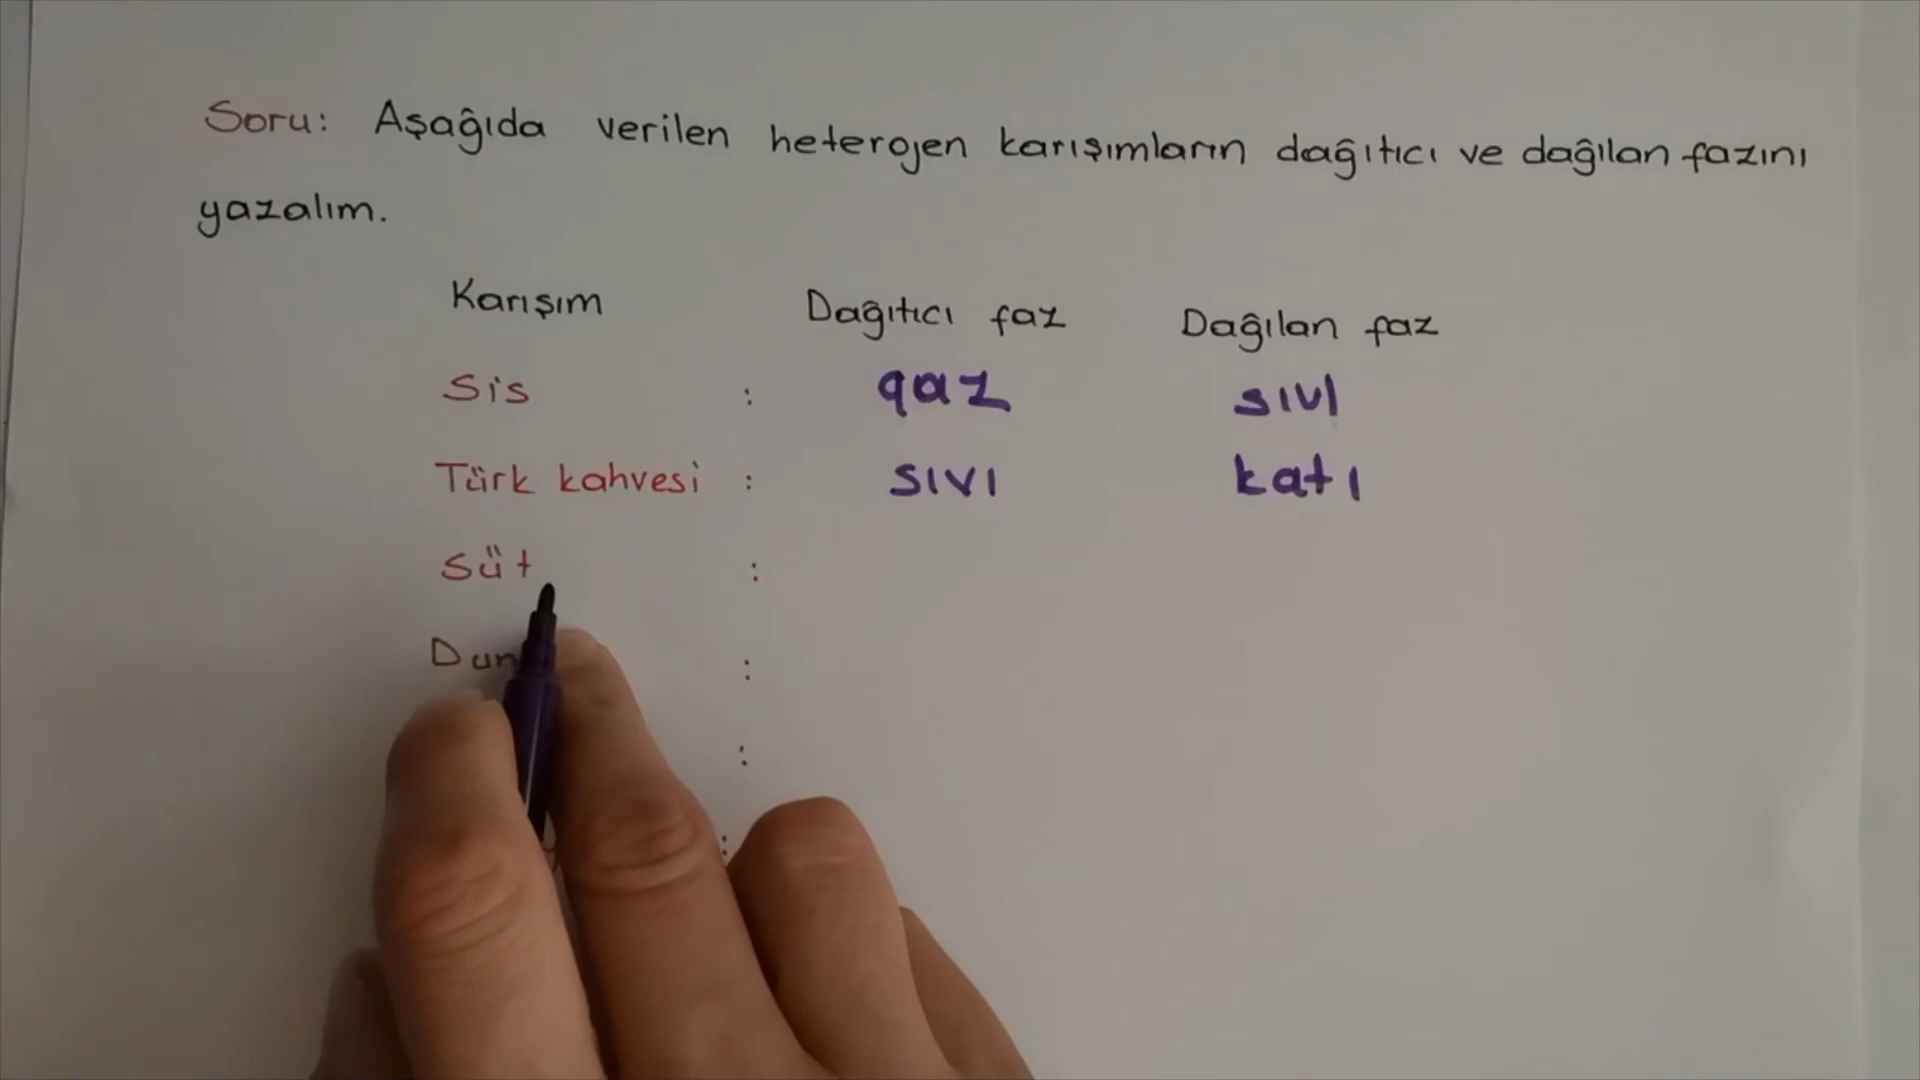 Soru: Aşağıda verilen heterojen karışımların dağıtıcı ve dağılan fazını
yazalım.
Karışım Dağıtıcı faz Dağılan faz
Sis : gaz sıvı
Türk kahvesi : sıvı katı
Süt :
:
:
: